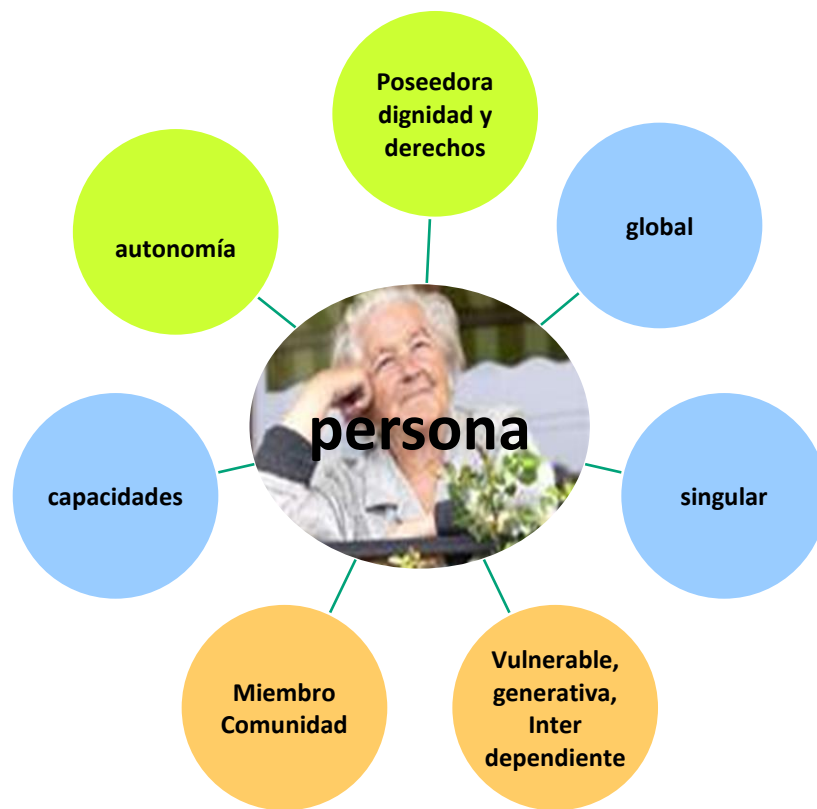 Poseedora
dignidad y
derechos
global
autonomía
persona
capacidades
singular
Miembro
Comunidad
Vulnerable,
generativa,
Inter
dependiente